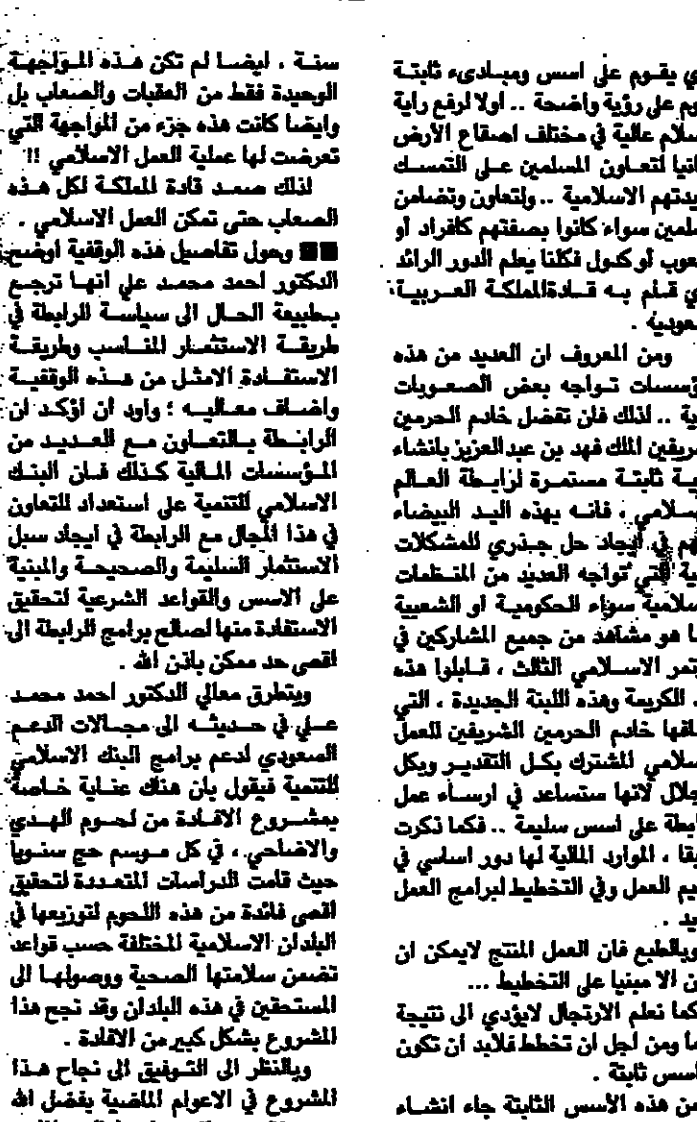 ي يقوم على اسس ومبادىء ثابتة
وم على رؤية واضحة .. اولا لرفع راية
سلام عالية في مختلف اصقاع الأرض
انيا لتعاون المسلمين على التمسك
يدتهم الاسلامية .. ولتعاون وتضامن
سلمين سواء كانوا بصفتهم كافراد أو
عوب أو كدول فكلنا يعلم الدور الرائد .
ي قام به قادة المملكة العربية
عودية .
ومن المعروف ان العديد من هذه
ؤسسات تواجه بعض الصعوبات
ية .. لذلك فان تفضل خادم الحرمين
ريفين الملك فهد بن عبدالعزيز بانشاء
ية ثابتة مستمرة لرابطة العالم
سلامي ، فانه بهذه اليد البيضاء
هم في ايجاد حل جذري للمشكلات
ية التي تواجه العديد من المنظمات
سلامية سواء الحكومية او الشعبية
ما هو مشاهد من جميع المشاركين في
تمر الاسلامي الثالث ، قابلوا هذه
، الكريمة وهذه اللبنة الجديدة ، التي
لقها خادم الحرمين الشريفين للعمل
سلامي المشترك بكل التقدير وبكل
جلال لانها ستساعد في ارساء عمل
ابطة على اسس سليمة .. فكما ذكرت
بقا ، الموارد المالية لها دور اساسي في
يم العمل وفي التخطيط لبرامج العمل
يد .
وبالطبع فان العمل المنتج لايمكن ان
ن الا مبنيا على التخطيط ...
كما نعلم الارتجال لايؤدي الى نتيجة
ما ومن اجل ان تخطط فلابد ان تكون
اسس ثابتة .
من هذه الأسس الثابتة جاء انشاء
سنة ، ايضا لم تكن هذه المواجهة
الوحيدة فقط من العقبات والصعاب بل
وايضا كانت هذه جزء من المواجهة التي
تعرضت لها عملية العمل الاسلامي !!
لذلك صمد قادة المملكة لكل هذه
الصعاب حتى تمكن العمل الاسلامي .
■■ وحول تفاصيل هذه الوقفية اوضح
الدكتور احمد محمد علي انها ترجع
بطبيعة الحال الى سياسة الرابطة في
طريقة الاستثمار المناسب وطريقة
الاستفادة الامثل من هذه الوقفية
واضاف معاليه : واود ان اؤكد ان
الرابطة بالتعاون مع العديد من
المؤسسات المالية كذلك فان البنك
الاسلامي للتنمية على استعداد للتعاون
في هذا المجال مع الرابطة في ايجاد سبل
الاستثمار السليمة والصحيحة والمبنية
على الاسس والقواعد الشرعية لتحقيق
الاستفادة منها لصالح برامج الرابطة الى
اقصى حد ممكن باذن الله .
ويتطرق معالي الدكتور احمد محمد
علي في حديثه الى مجالات الدعم
السعودي لدعم برامج البنك الاسلامي
للتنمية فيقول بان هناك عناية خاصة
بمشروع الافادة من لحوم الهدي
والاضاحي ، في كل موسم حج سنويا
حيث قامت الدراسات المتعددة لتحقيق
اقصى فائدة من هذه اللحوم لتوزيعها في
البلدان الاسلامية المختلفة حسب قواعد
تضمن سلامتها الصحية ووصولها الى
المستحقين في هذه البلدان وقد نجح هذا
المشروع بشكل كبير من الافادة .
وبالنظر الى التوفيق الى نجاح هذا
المشروع في الاعوام الماضية بفضل الله